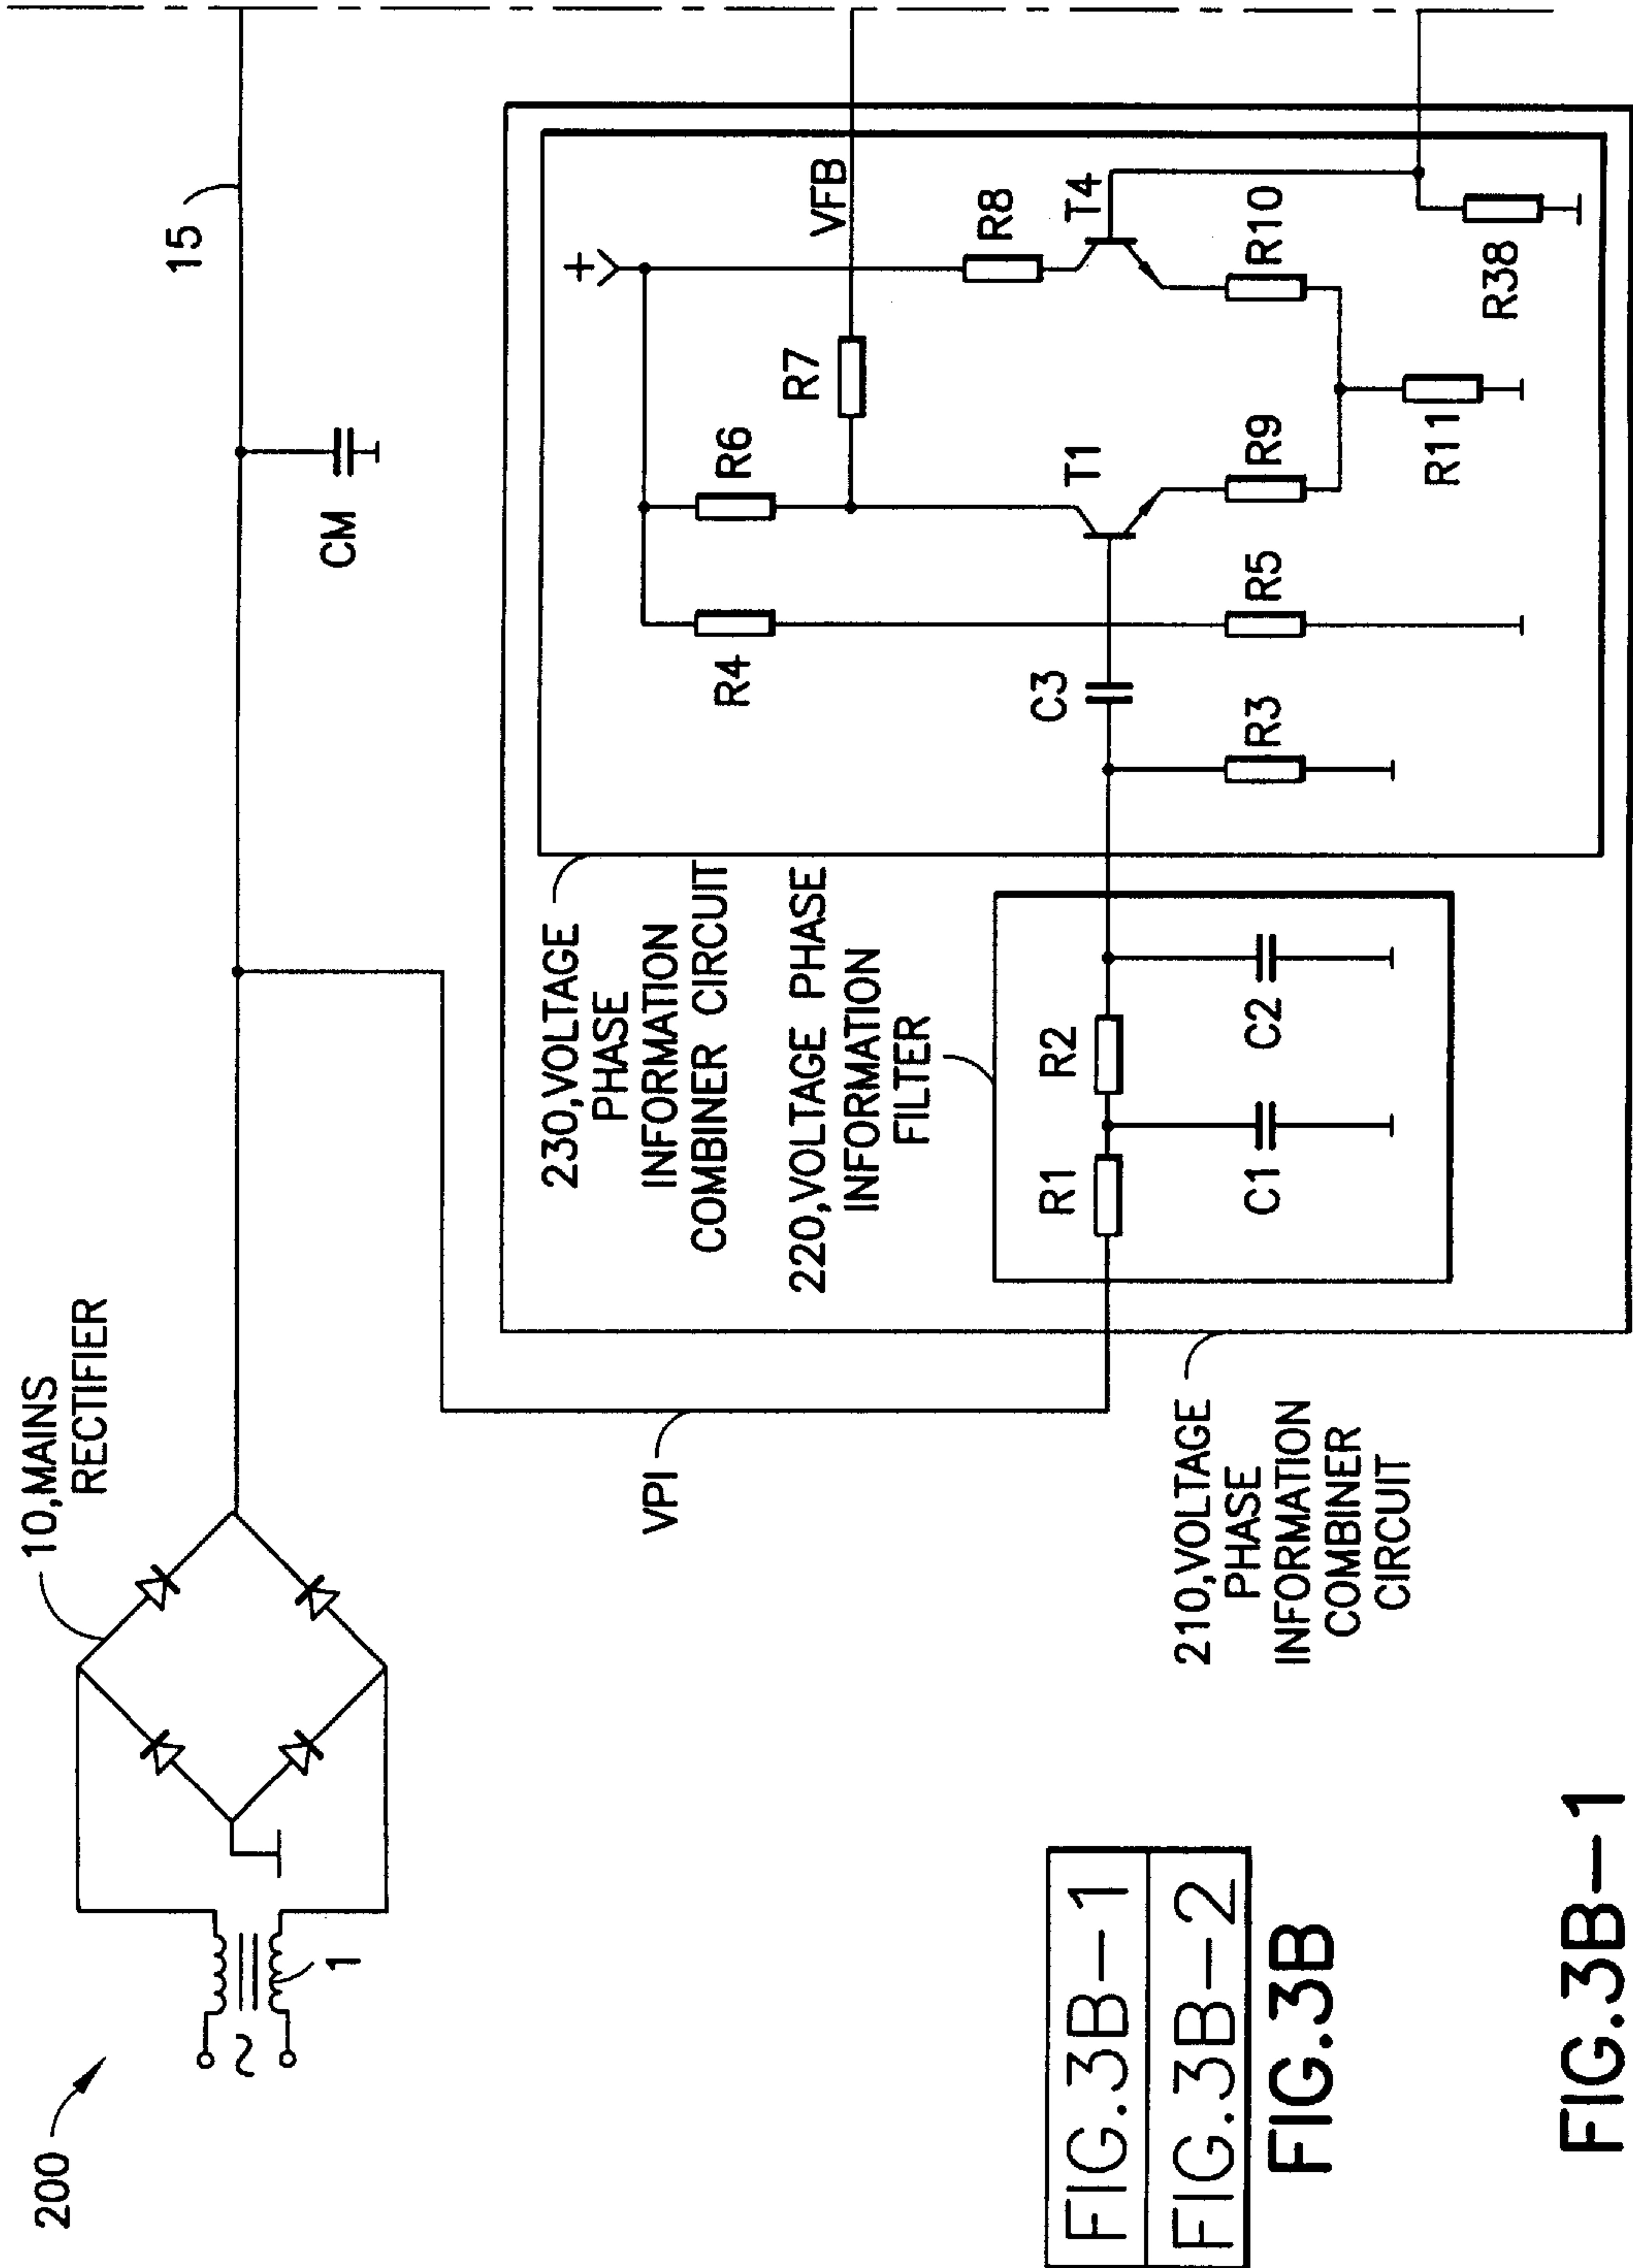 200
1
10,MAINS
RECTIFIER
15
CM
VPI
210,VOLTAGE
PHASE
INFORMATION
COMBINER
CIRCUIT
230,VOLTAGE
PHASE
INFORMATION
COMBINER CIRCUIT
220,VOLTAGE PHASE
INFORMATION
FILTER
R1
R2
C1
C2
+
R4
R6
R7
VFB
R8
C3
T1
T4
R3
R5
R9
R10
R11
R38
FIG.3B-1
FIG.3B-2
FIG.3B
FIG.3B-1